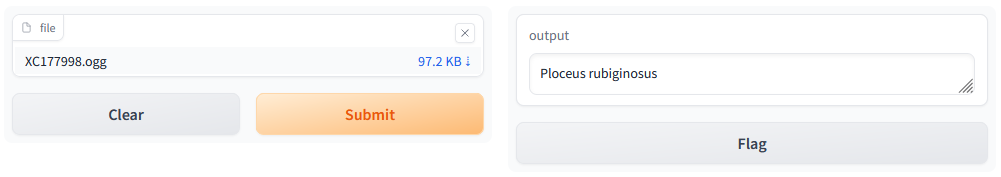 file
XC177998.ogg
97.2 KB ↓
Clear
Submit
output
Ploceus rubiginosus
Flag